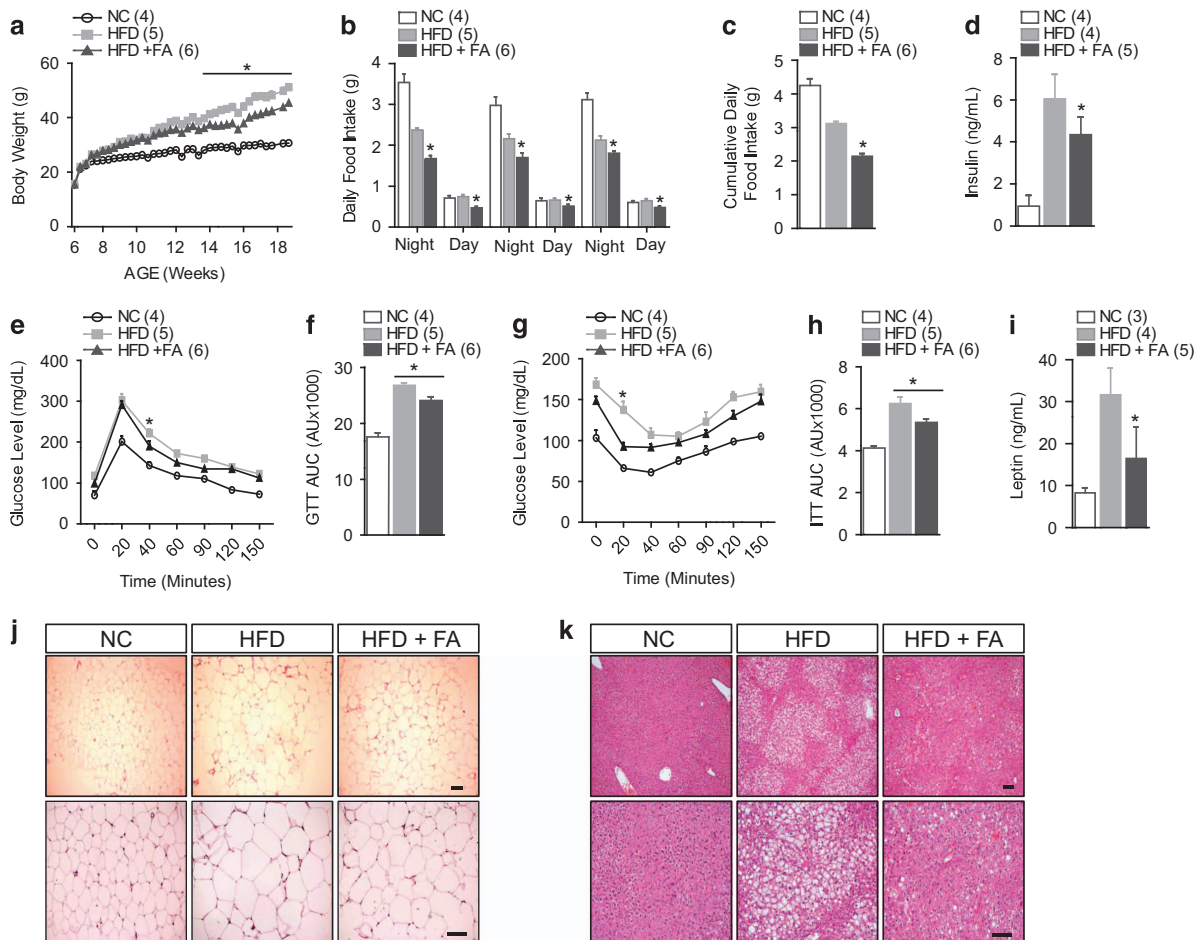 a
NC (4)
HFD (5)
HFD +FA (6)
Body Weight (g)
60
40
20
0
*
6 8 10 12 14 16 18
AGE (Weeks)
b
NC (4)
HFD (5)
HFD + FA (6)
Daily Food Intake (g)
4
3
2
1
0
* * * * * *
Night Day Night Day Night Day
c
NC (4)
HFD (5)
HFD + FA (6)
Cumulative Daily
Food Intake (g)
5
4
3
2
1
0
*
d
NC (4)
HFD (4)
HFD + FA (5)
Insulin (ng/mL)
9
6
3
0
*
e
NC (4)
HFD (5)
HFD +FA (6)
Glucose Level (mg/dL)
400
300
200
100
0
*
0 20 40 60 90 120 150
Time (Minutes)
f
NC (4)
HFD (5)
HFD + FA (6)
GTT AUC (AUx1000)
30
20
10
0
*
g
NC (4)
HFD (5)
HFD +FA (6)
Glucose Level (mg/dL)
200
150
100
50
0
*
0 20 40 60 90 120 150
Time (Minutes)
h
NC (4)
HFD (5)
HFD + FA (6)
ITT AUC (AUx1000)
8
6
4
2
0
*
i
NC (3)
HFD (4)
HFD + FA (5)
Leptin (ng/mL)
40
30
20
10
0
*
j
NC HFD HFD + FA
k
NC HFD HFD + FA